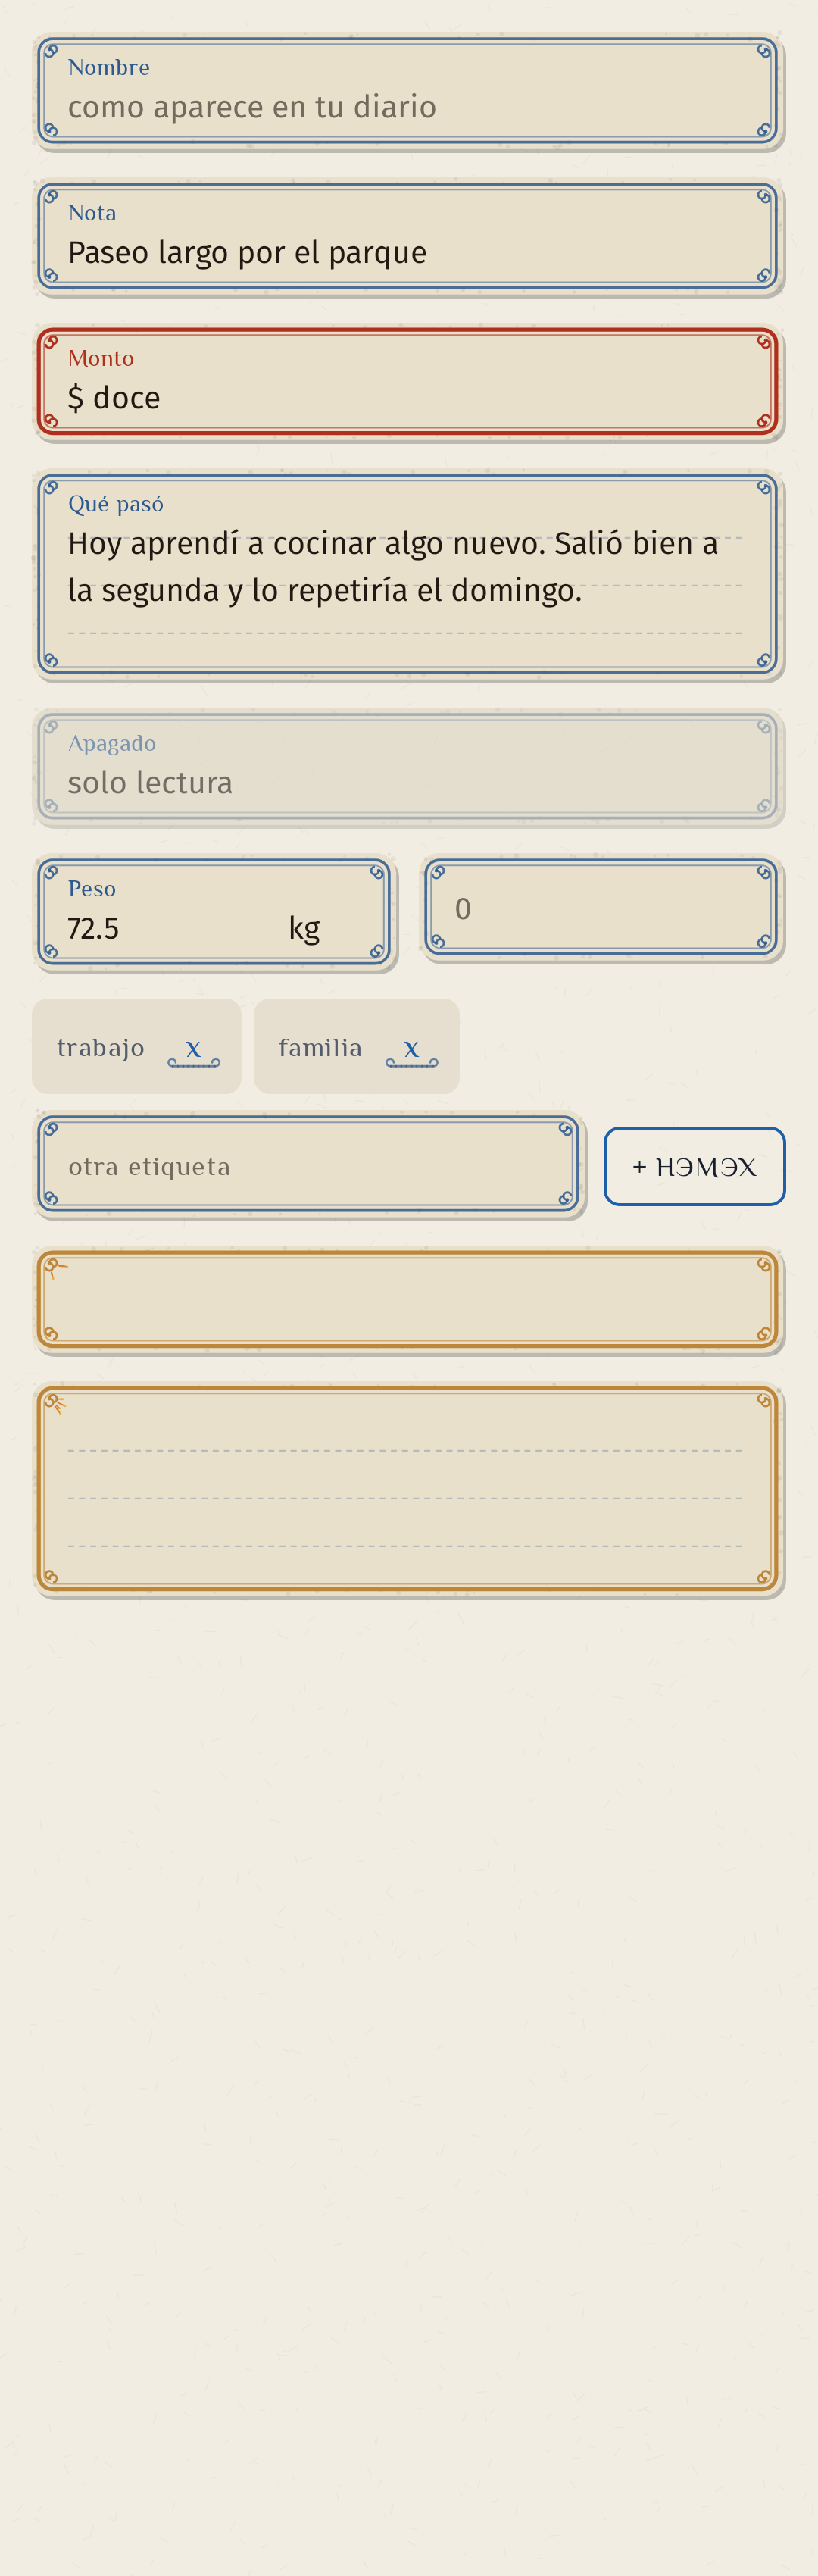 Nombre
como aparece en tu diario
Nota
Paseo largo por el parque
Monto
$ doce
Qué pasó
Hoy aprendí a cocinar algo nuevo. Salió bien a
la segunda y lo repetiría el domingo.
Apagado
solo lectura
Peso
72.5 kg
0
trabajo x familia x
otra etiqueta
+ НЭМЭХ